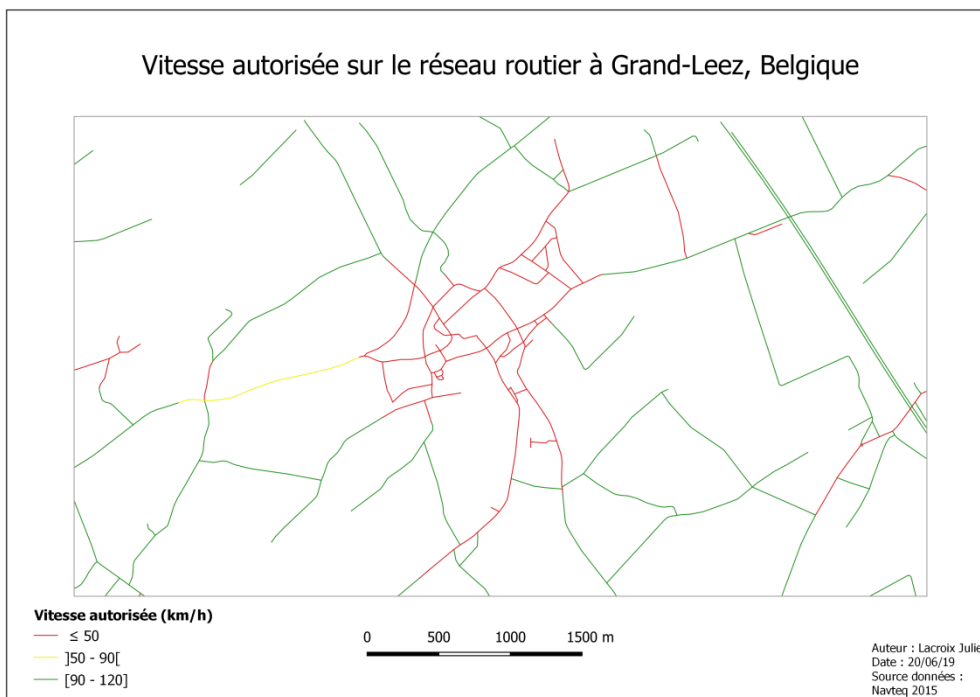 Vitesse autorisée sur le réseau routier à Grand-Leez, Belgique
Vitesse autorisée (km/h)
≤ 50
]50 - 90[
[90 - 120]
0 500 1000 1500 m
Auteur : Lacroix Julie
Date : 20/06/19
Source données :
Navteq 2015